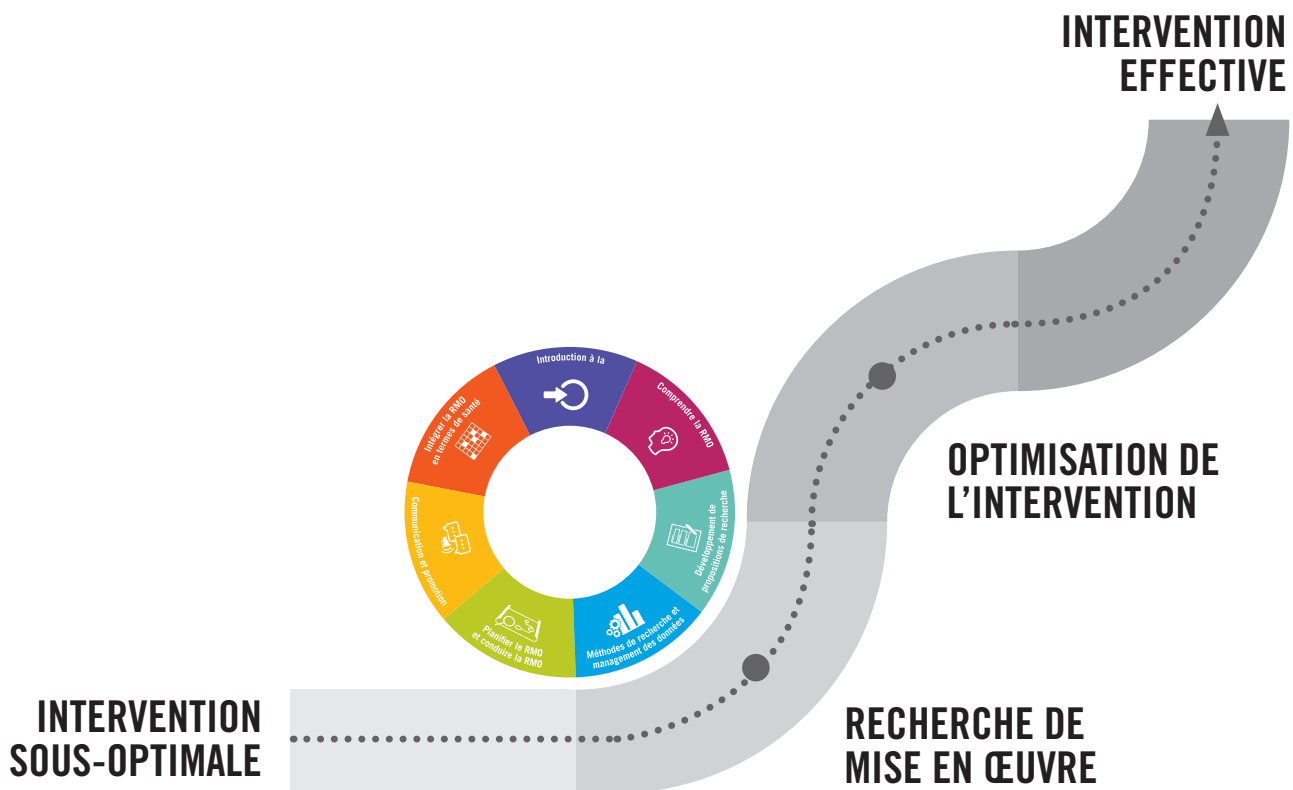 INTERVENTION
EFFECTIVE
Introduction à la
Comprendre la RMO
Développement de
propositions de recherche
Méthodes de recherche et
management des données
Planifier le RMO
et conduire la RMO
Communication et promotion
Intégrer la RMO
en termes de santé
OPTIMISATION DE
L'INTERVENTION
INTERVENTION
SOUS-OPTIMALE
RECHERCHE DE
MISE EN ŒUVRE